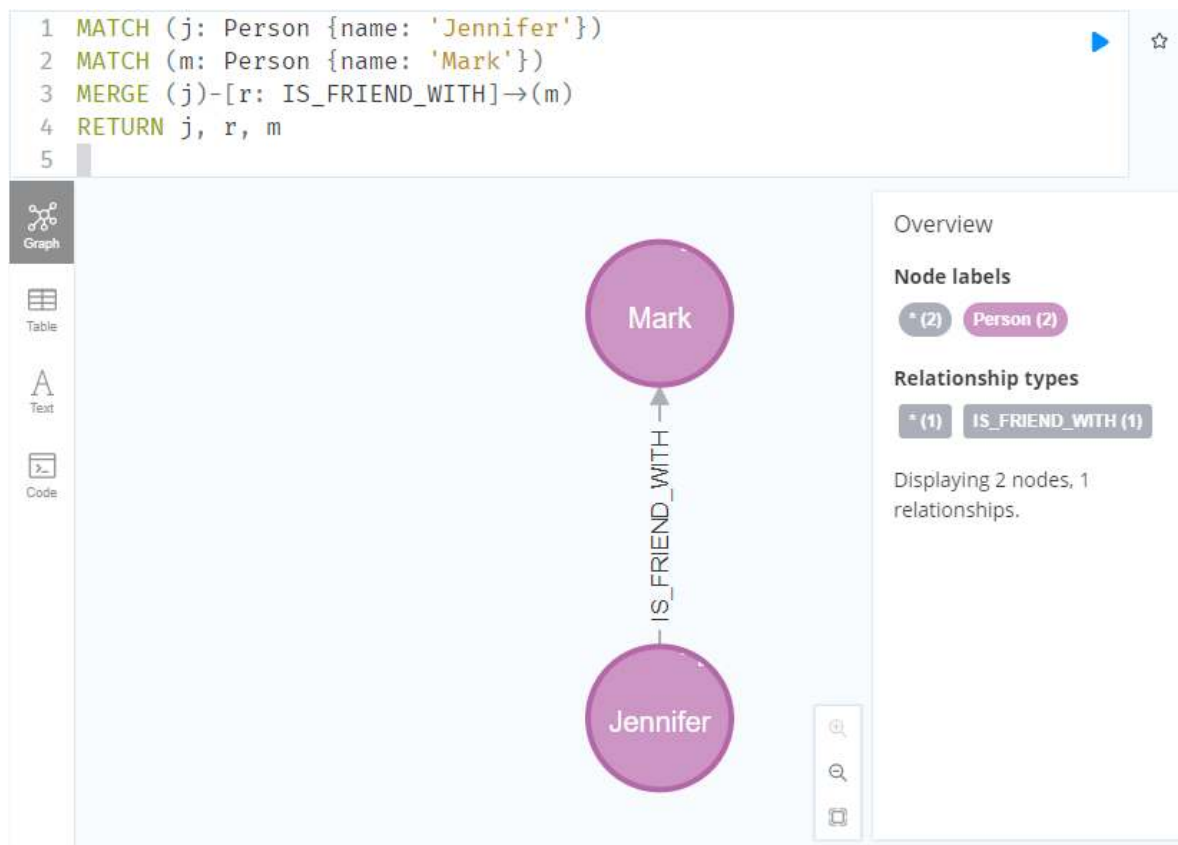 1 MATCH (j: Person {name: 'Jennifer'})
2 MATCH (m: Person {name: 'Mark'})
3 MERGE (j)-[r: IS_FRIEND_WITH]→(m)
4 RETURN j, r, m
5
Graph
Table
Text
Code
Mark
IS_FRIEND_WITH
Jennifer
Overview
Node labels
* (2) Person (2)
Relationship types
* (1) IS_FRIEND_WITH (1)
Displaying 2 nodes, 1
relationships.